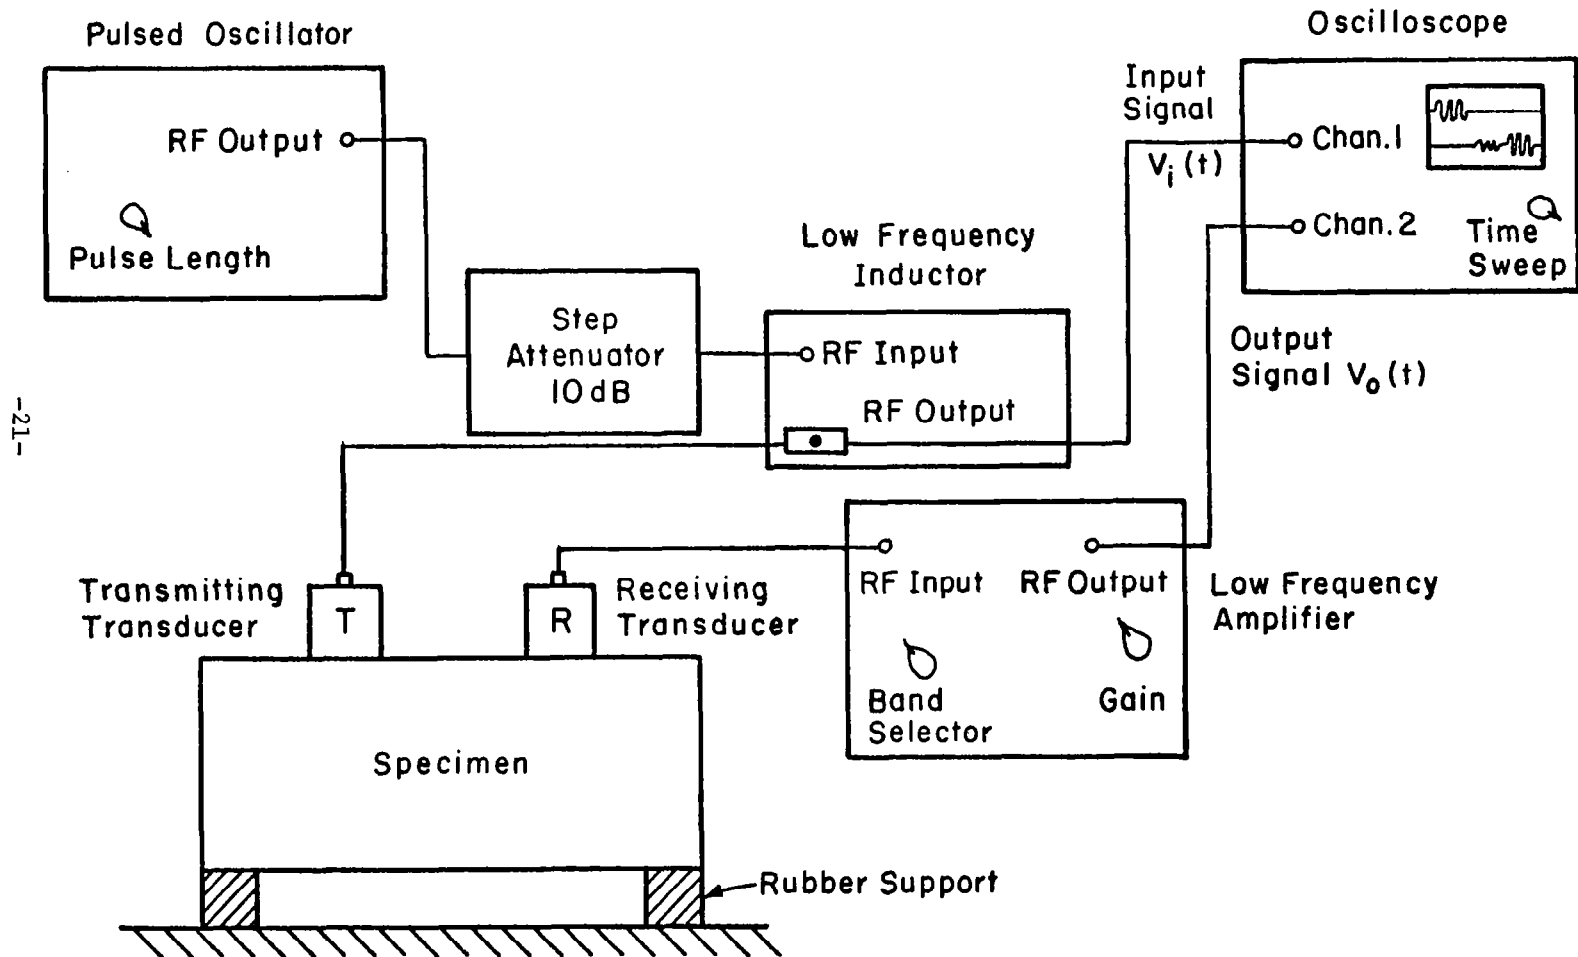 Pulsed Oscillator
RF Output
Pulse Length
Step
Attenuator
10dB
Low Frequency
Inductor
RF Input
RF Output
Input
Signal
Vi(t)
Oscilloscope
Chan.1
Chan.2
Time
Sweep
Output
Signal Vo(t)
-21-
Transmitting
Transducer
T
R
Receiving
Transducer
RF Input
RF Output
Band
Selector
Gain
Low Frequency
Amplifier
Specimen
Rubber Support